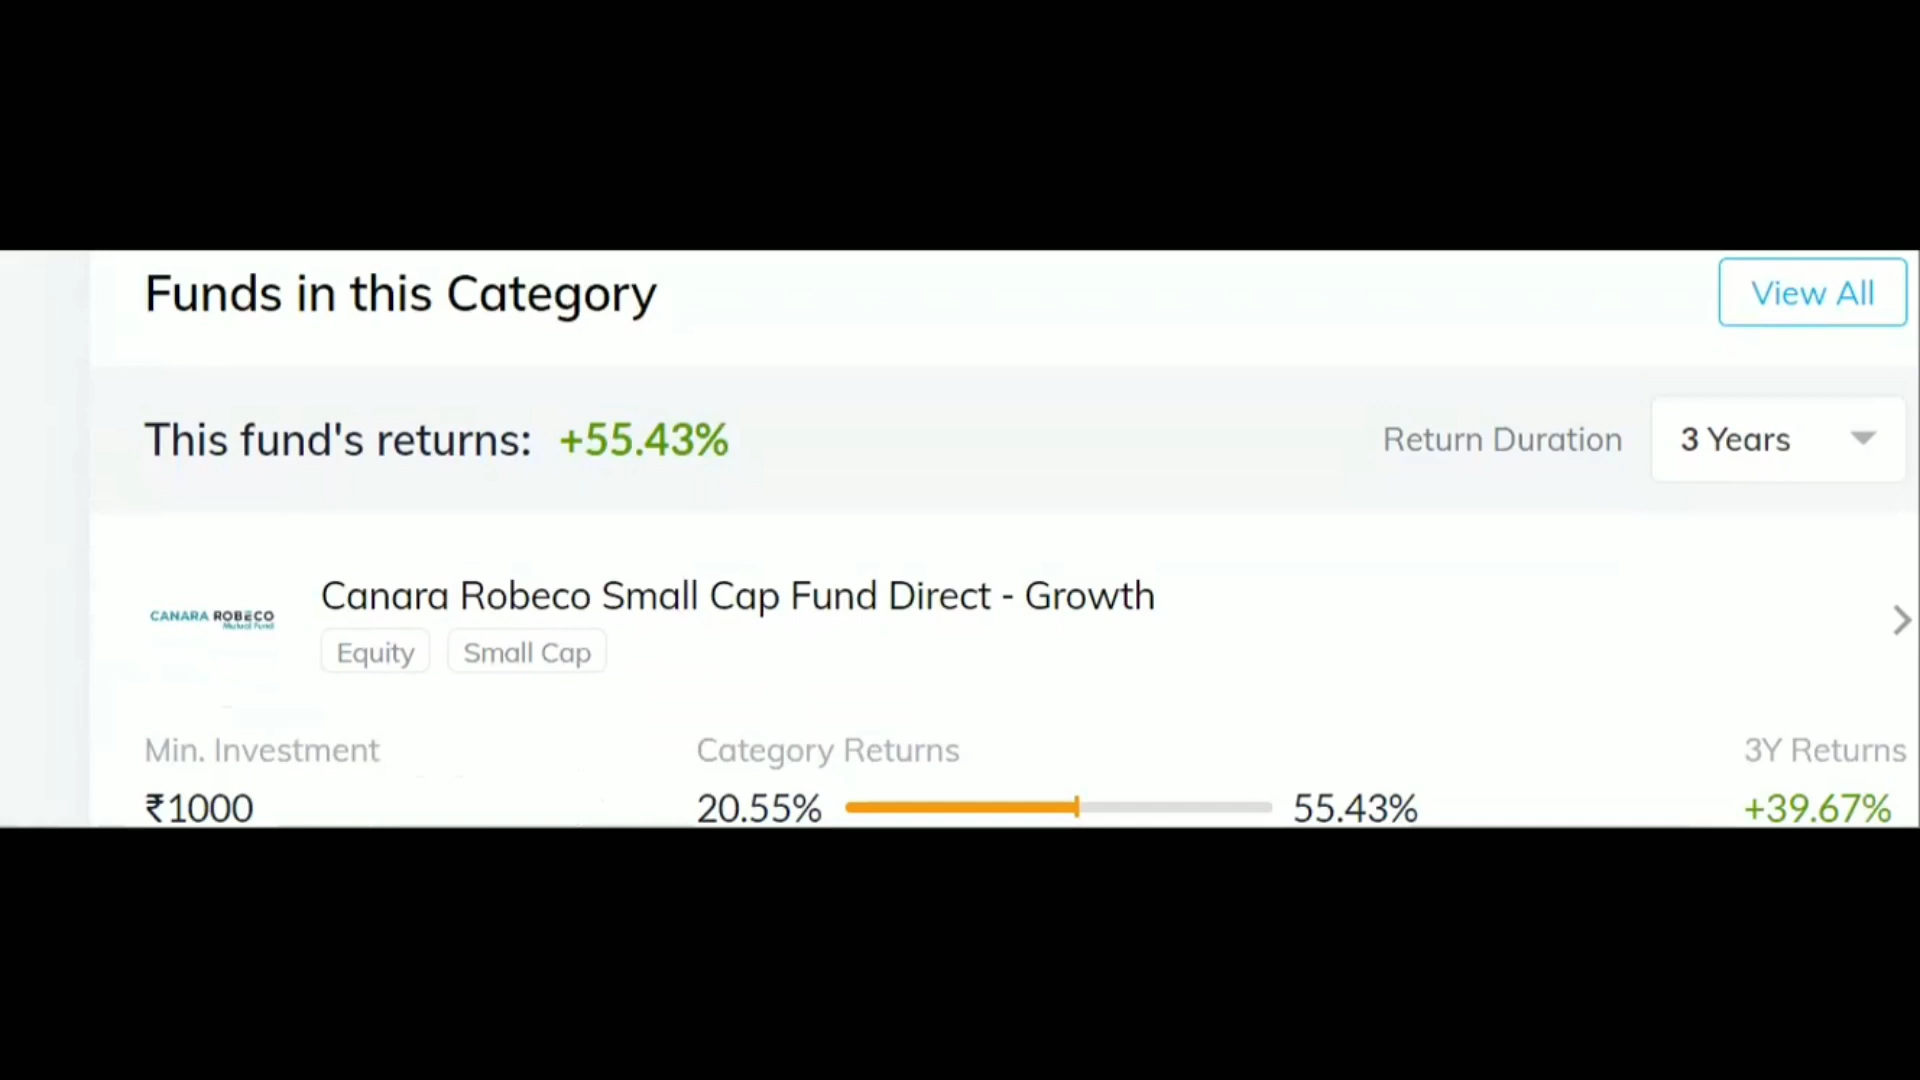 Funds in this Category
View All
This fund's returns: +55.43%
Return Duration
3 Years
CANARA ROBECO
Mutual Fund
Canara Robeco Small Cap Fund Direct - Growth
Equity
Small Cap
Min. Investment
Category Returns
3Y Returns
₹1000
20.55%
55.43%
+39.67%